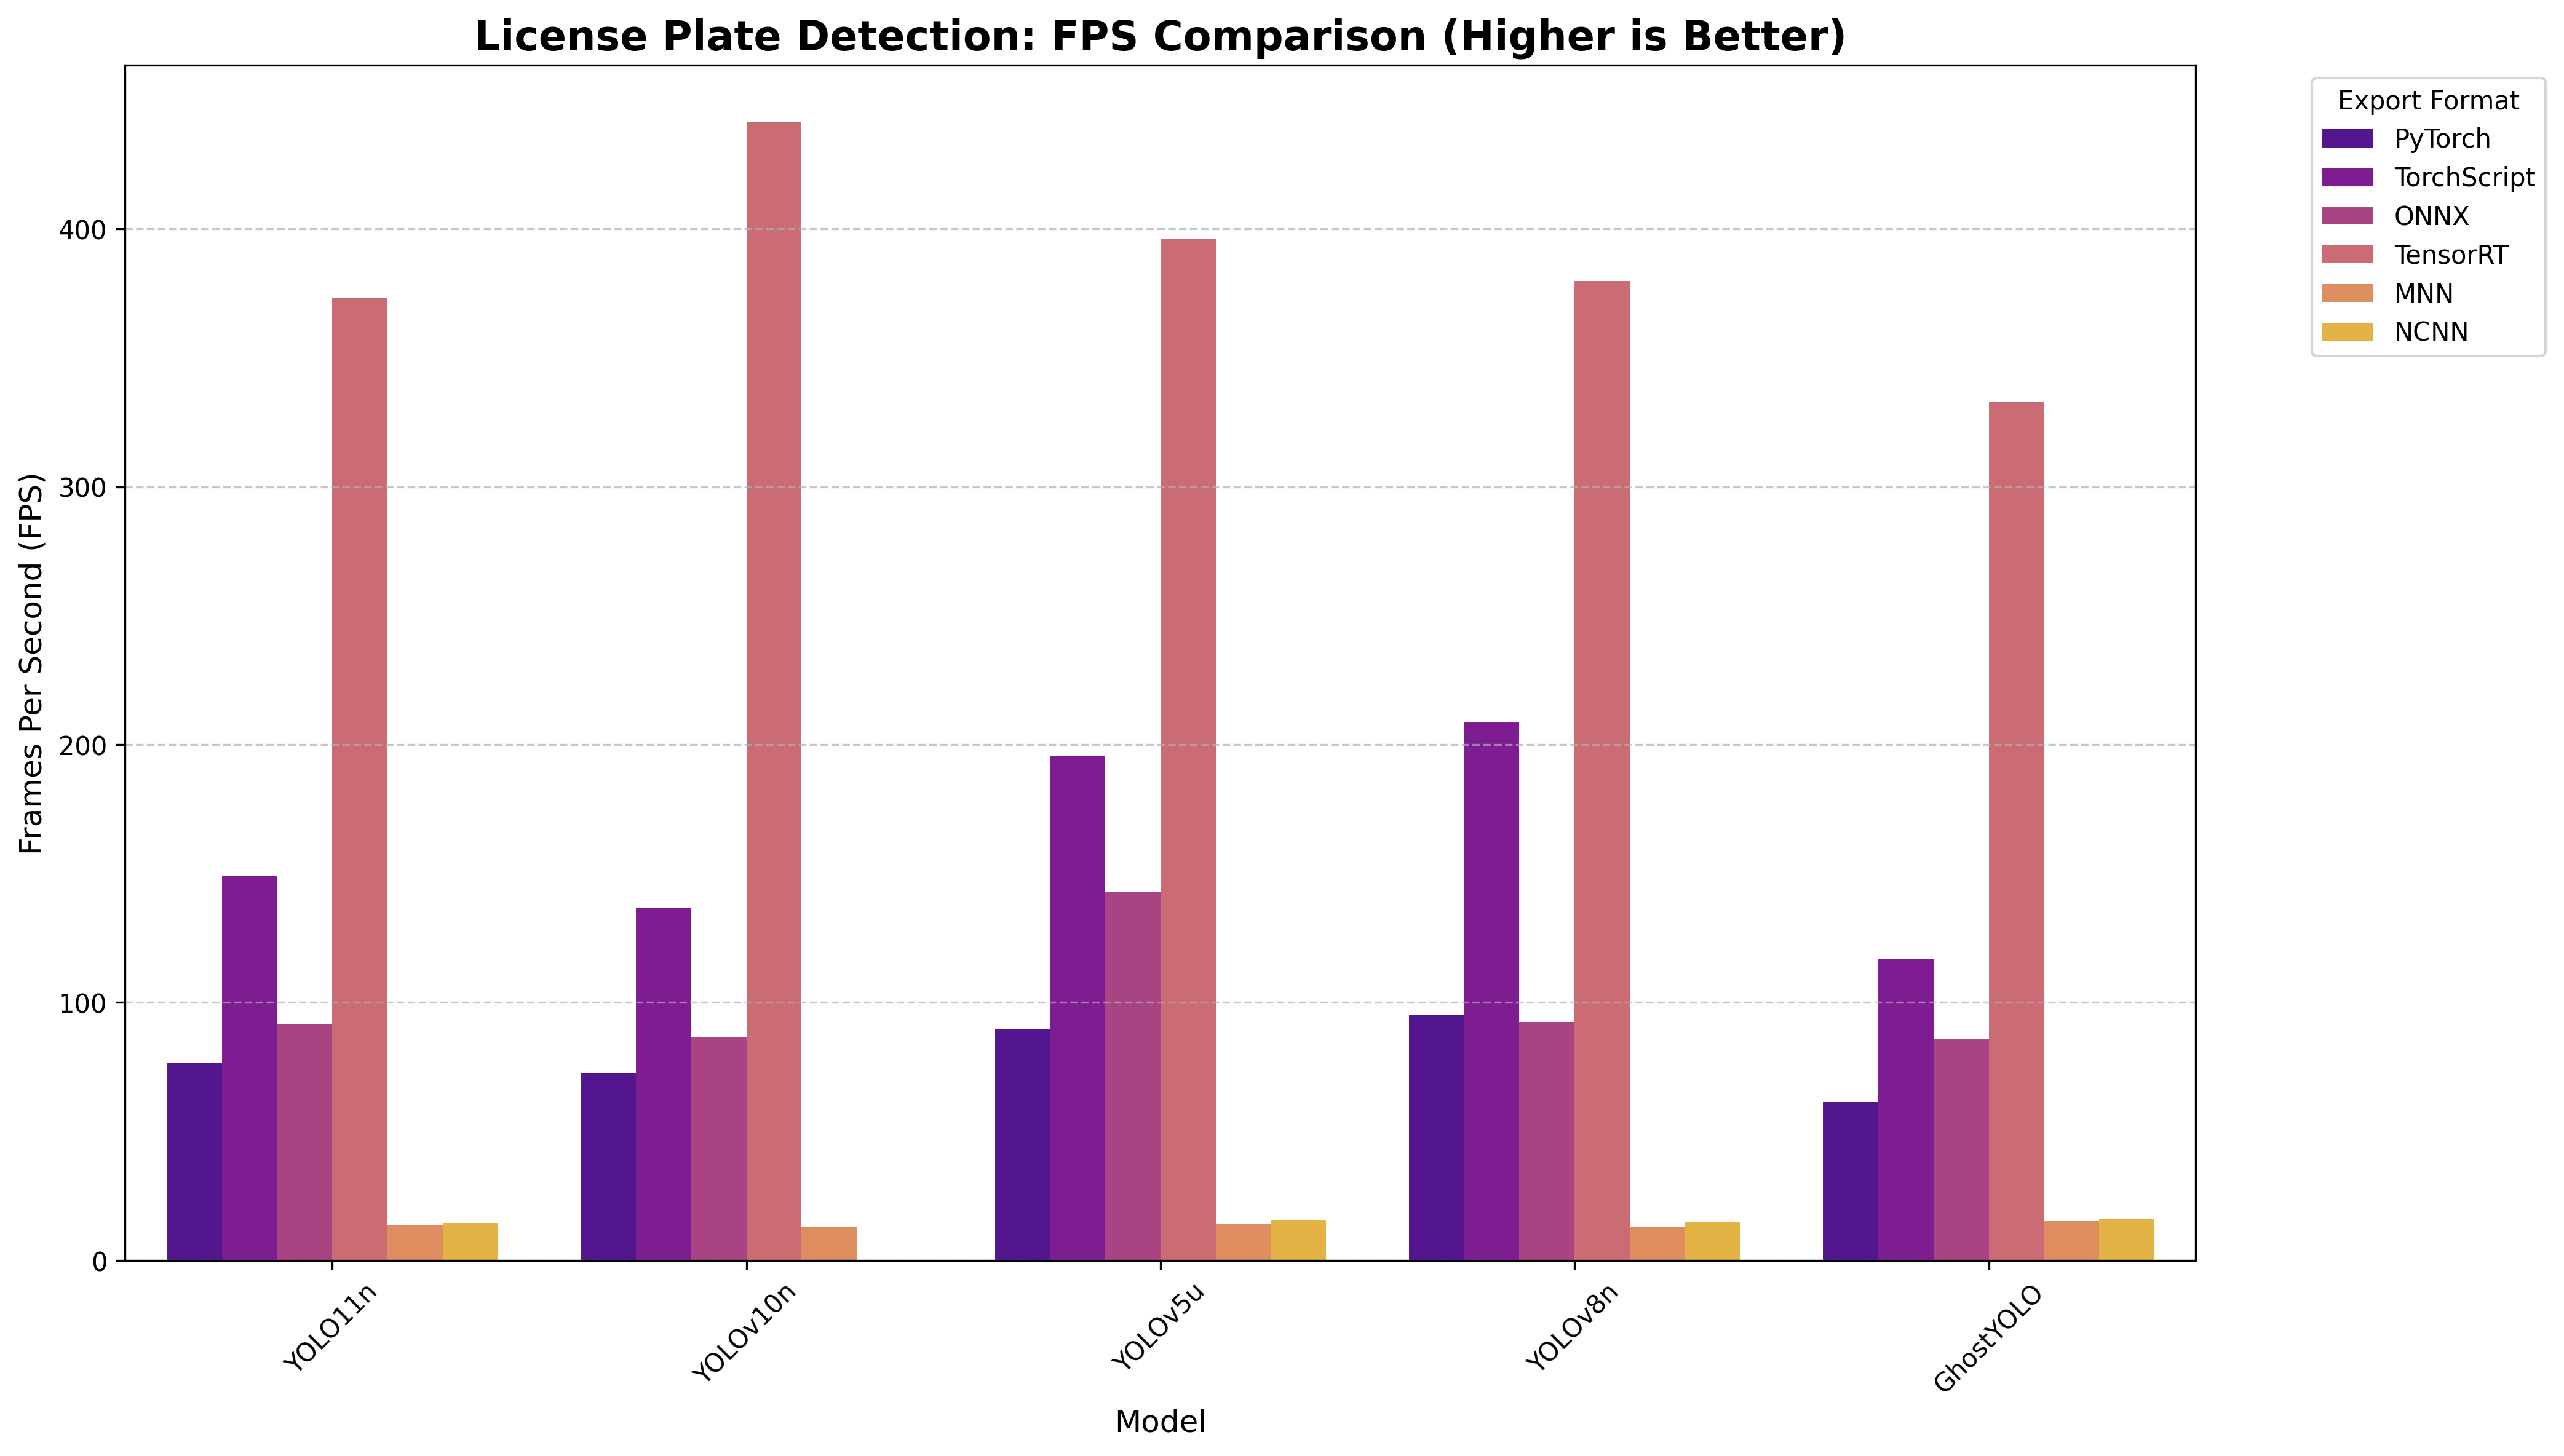 License Plate Detection: FPS Comparison (Higher is Better)
Export Format
PyTorch
TorchScript
ONNX
TensorRT
MNN
NCNN
Frames Per Second (FPS)
400
300
200
100
0
YOLO11n
YOLOv10n
YOLOv5u
YOLOv8n
GhostYOLO
Model